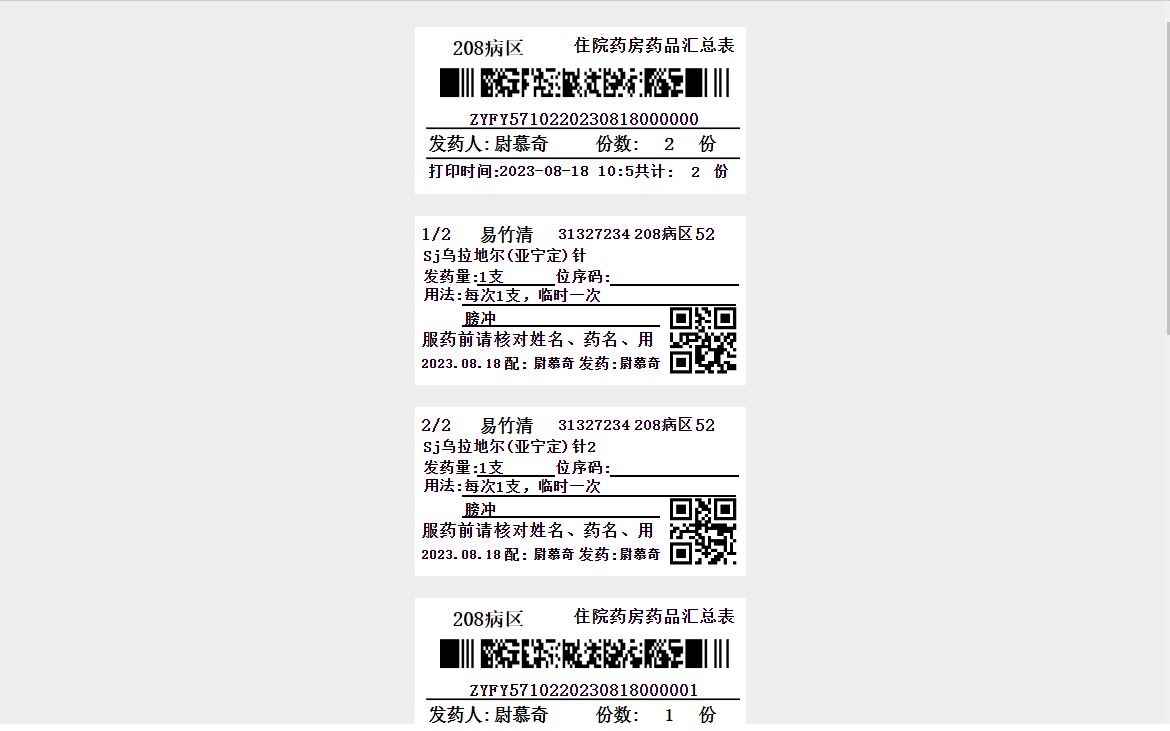 208病区 住院药房药品汇总表
ZYFY5710220230818000000
发药人: 尉慕奇 份数: 2 份
打印时间:2023-08-18 10:5共计: 2 份
1/2 易竹清 31327234 208病区 52
Sj乌拉地尔(亚宁定)针
发药量:1支 位序码:
用法:每次1支，临时一次
膀冲
服药前请核对姓名、药名、用
2023.08.18 配: 尉慕奇 发药:尉慕奇
2/2 易竹清 31327234 208病区 52
Sj乌拉地尔(亚宁定)针2
发药量:1支 位序码:
用法:每次1支，临时一次
膀冲
服药前请核对姓名、药名、用
2023.08.18 配: 尉慕奇 发药:尉慕奇
208病区 住院药房药品汇总表
ZYFY5710220230818000001
发药人: 尉慕奇 份数: 1 份